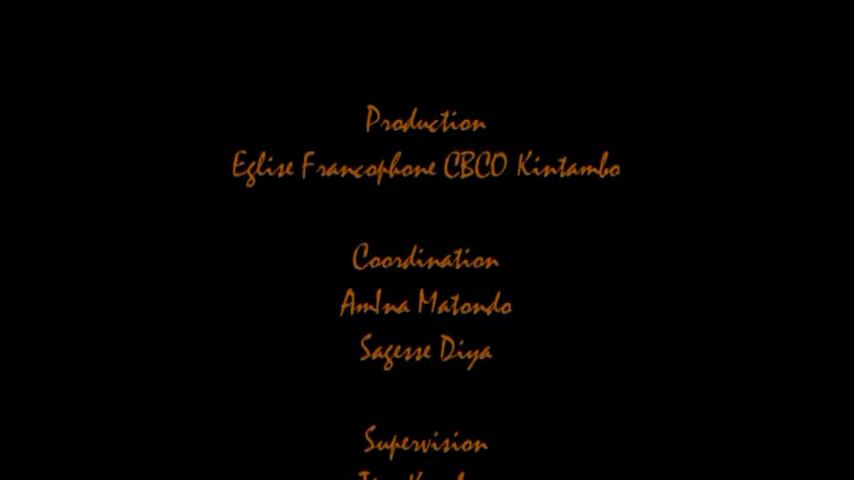 Production
Eglise Francophone CBCO Kintambo
Coordination
AmIna Matondo
Sagesse Diya
Supervision